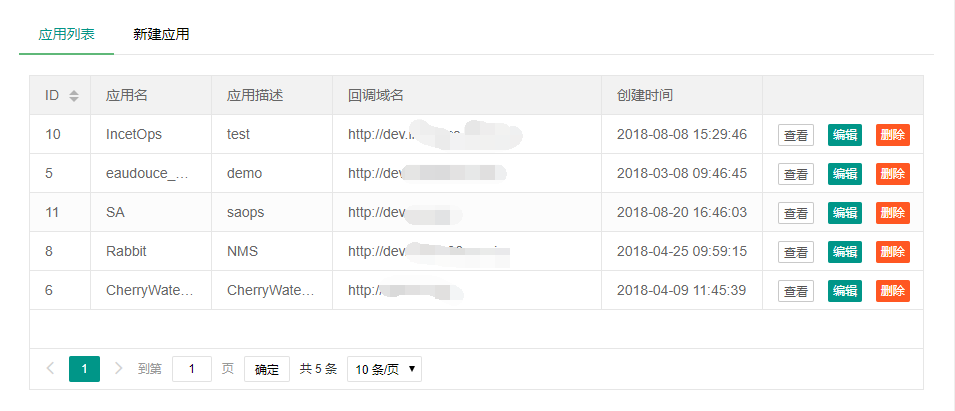 应用列表 新建应用
ID 应用名 应用描述 回调域名 创建时间
10 IncetOps test http://dev. 2018-08-08 15:29:46 查看 编辑 删除
5 eaudouce_... demo http://dev 2018-03-08 09:46:45 查看 编辑 删除
11 SA saops http://dev 2018-08-20 16:46:03 查看 编辑 删除
8 Rabbit NMS http://dev 2018-04-25 09:59:15 查看 编辑 删除
6 CherryWate... CherryWate... http:/ 2018-04-09 11:45:39 查看 编辑 删除
1 到第 1 页 确定 共 5 条 10 条/页